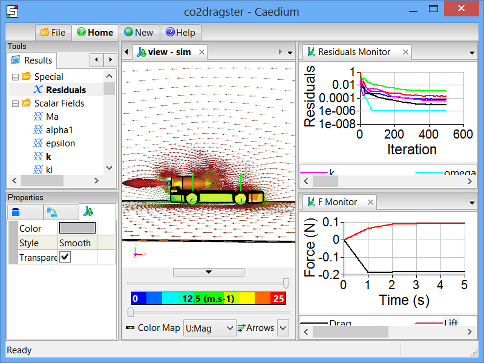 co2dragster - Caedium
File Home New Help
Tools
Results
Special
Residuals
Scalar Fields
Ma
alpha1
epsilon
k
kl
Properties
Color
Style Smooth
Transpare
view - sim
0 12.5 (m.s-1) 25
Color Map U:Mag Arrows
Residuals Monitor
Residuals
1
0.01
0.0001
1e-006
1e-008
0 200 400 600
Iteration
k omega
F Monitor
Force (N)
0.1
0
-0.1
-0.2
0 1 2 3 4 5
Time (s)
Drag Lift
Ready